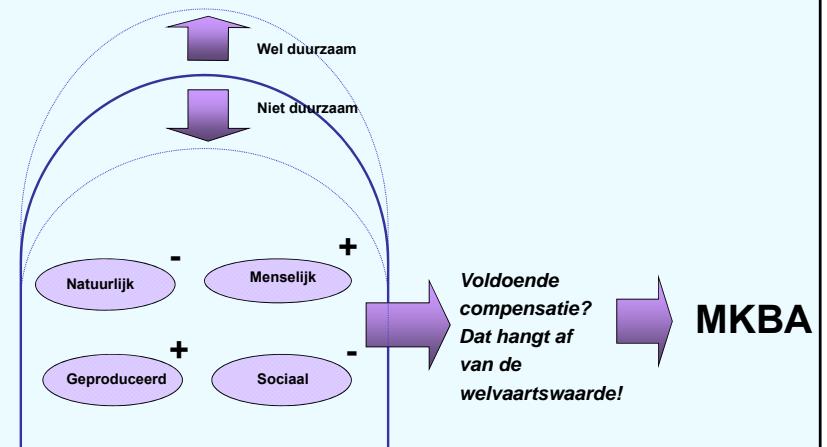 Wel duurzaam
Niet duurzaam
Natuurlijk
-
Menselijk
+
Geproduceerd
+
Sociaal
-
Voldoende
compensatie?
Dat hangt af
van de
welvaartswaarde!
MKBA